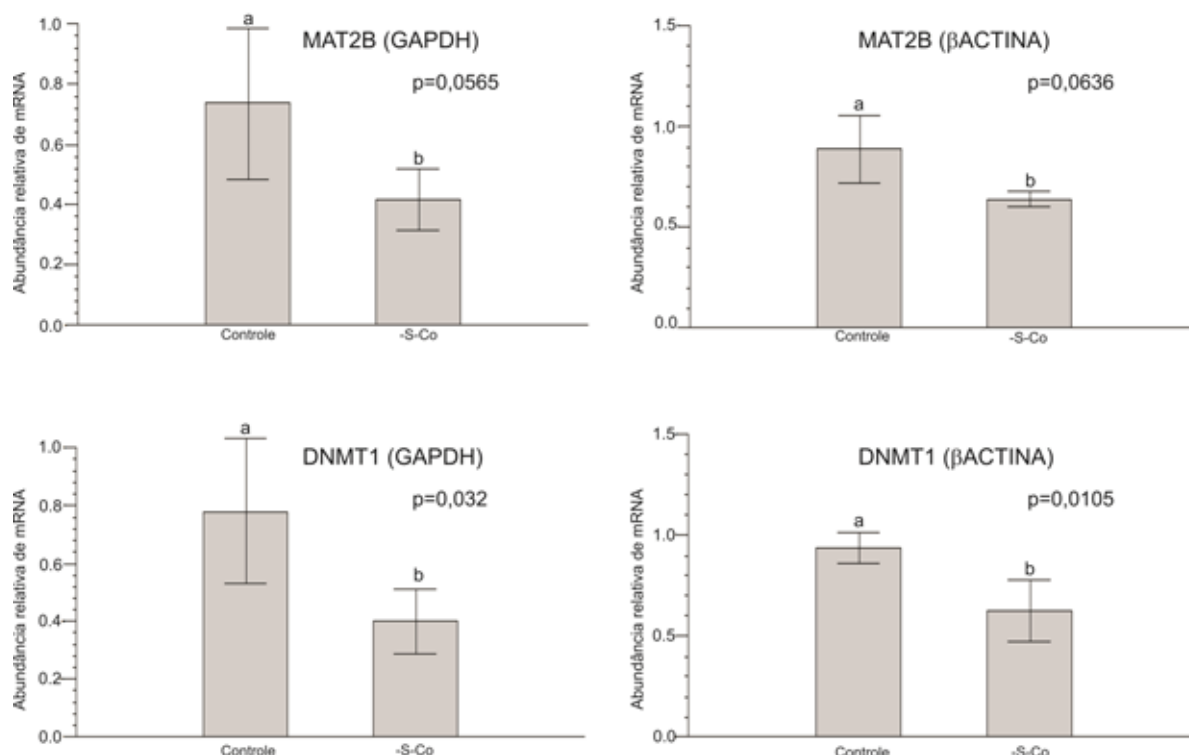 MAT2B (GAPDH)
p=0,0565
Abundância relativa de mRNA
1.0
0.8
0.6
0.4
0.2
0.0
a
b
Controle
-S-Co
MAT2B (βACTINA)
p=0,0636
Abundância relativa de mRNA
1.5
1.0
0.5
0.0
a
b
Controle
-S-Co
DNMT1 (GAPDH)
p=0,032
Abundância relativa de mRNA
1.0
0.8
0.6
0.4
0.2
0.0
a
b
Controle
-S-Co
DNMT1 (βACTINA)
p=0,0105
Abundância relativa de mRNA
1.5
1.0
0.5
0.0
a
b
Controle
-S-Co